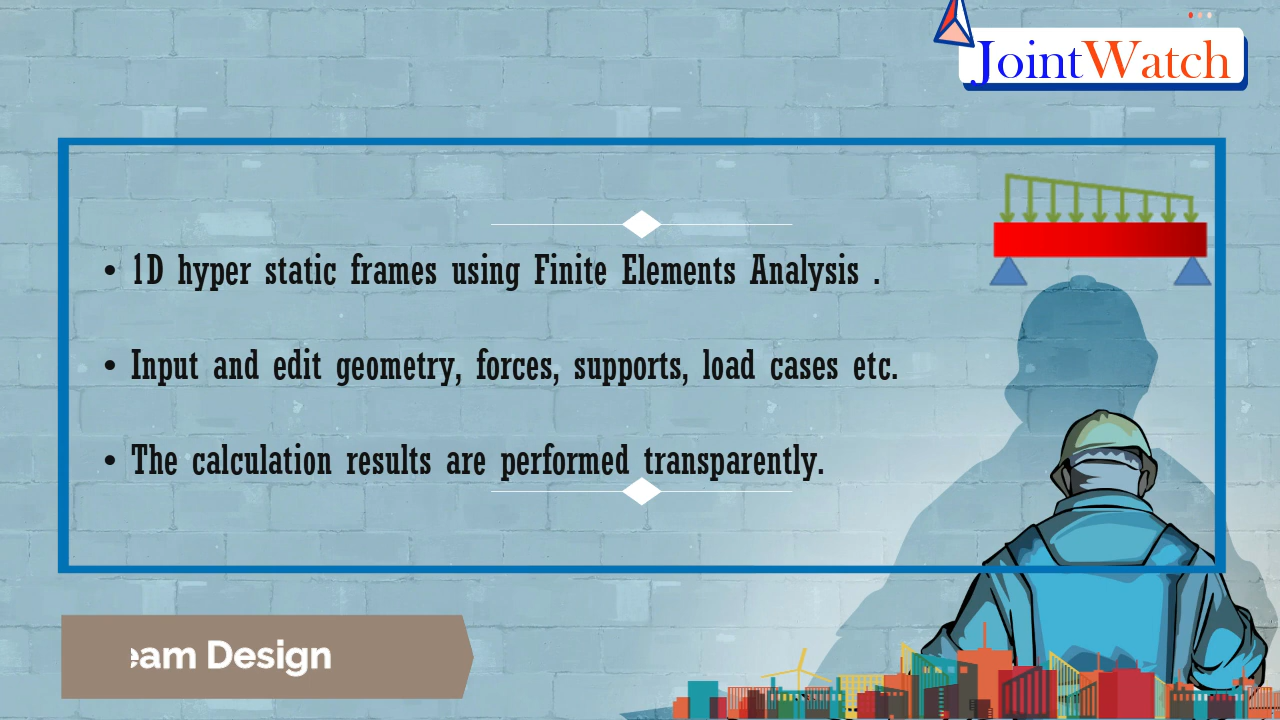 JointWatch
• 1D hyper static frames using Finite Elements Analysis .
• Input and edit geometry, forces, supports, load cases etc.
• The calculation results are performed transparently.
eam Design